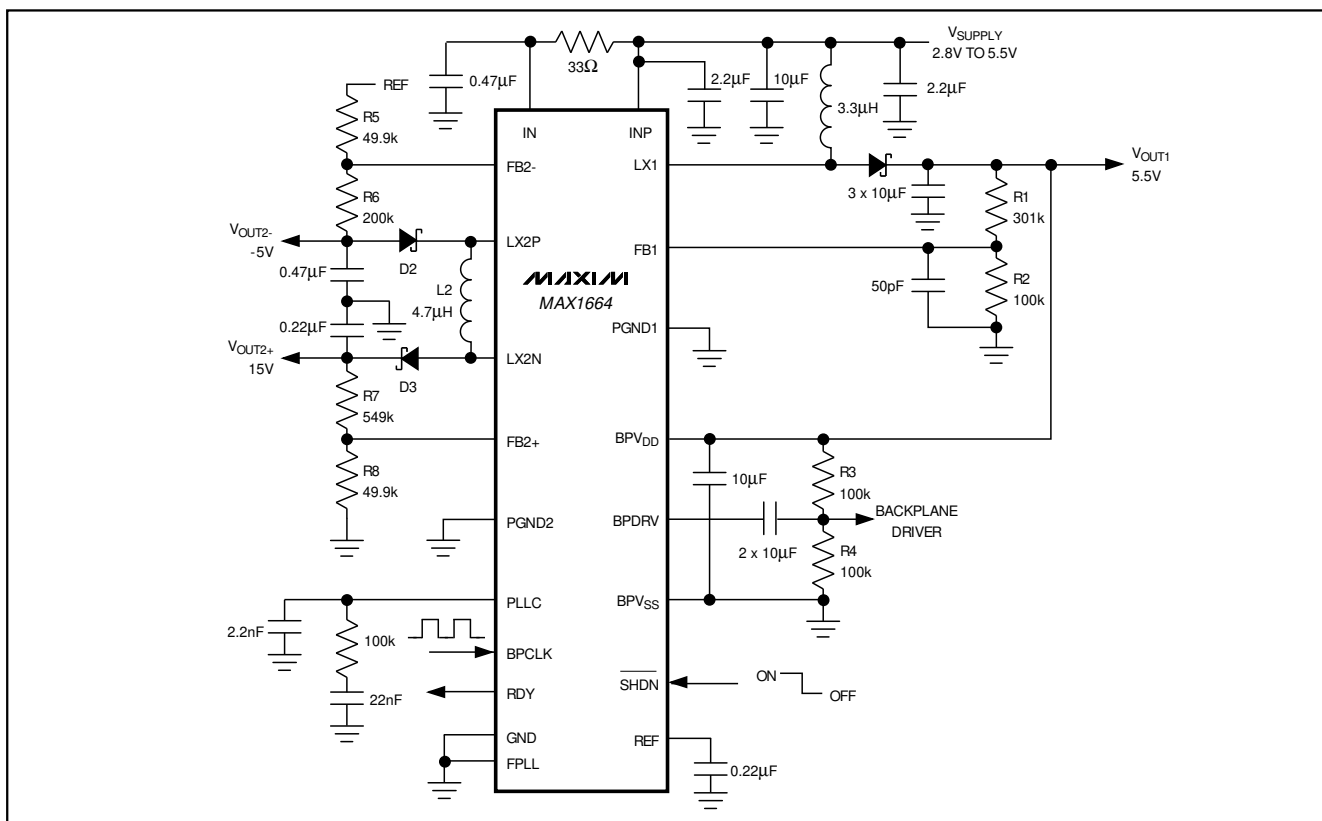 VSUPPLY
2.8V TO 5.5V
0.47µF
33Ω
2.2µF
10µF
3.3µH
2.2µF
REF
R5
49.9k
IN
INP
FB2-
LX1
VOUT1
5.5V
R6
200k
3 x 10µF
R1
301k
VOUT2-
-5V
LX2P
FB1
D2
0.47µF
L2
4.7µH
MAXIM
MAX1664
50pF
R2
100k
0.22µF
PGND1
VOUT2+
15V
LX2N
D3
R7
549k
FB2+
BPVDD
R8
49.9k
10µF
R3
100k
PGND2
BPDRV
BACKPLANE
DRIVER
2 x 10µF
R4
100k
PLLC
BPVSS
2.2nF
100k
BPCLK
SHDN
ON
OFF
22nF
RDY
GND
REF
FPLL
0.22µF